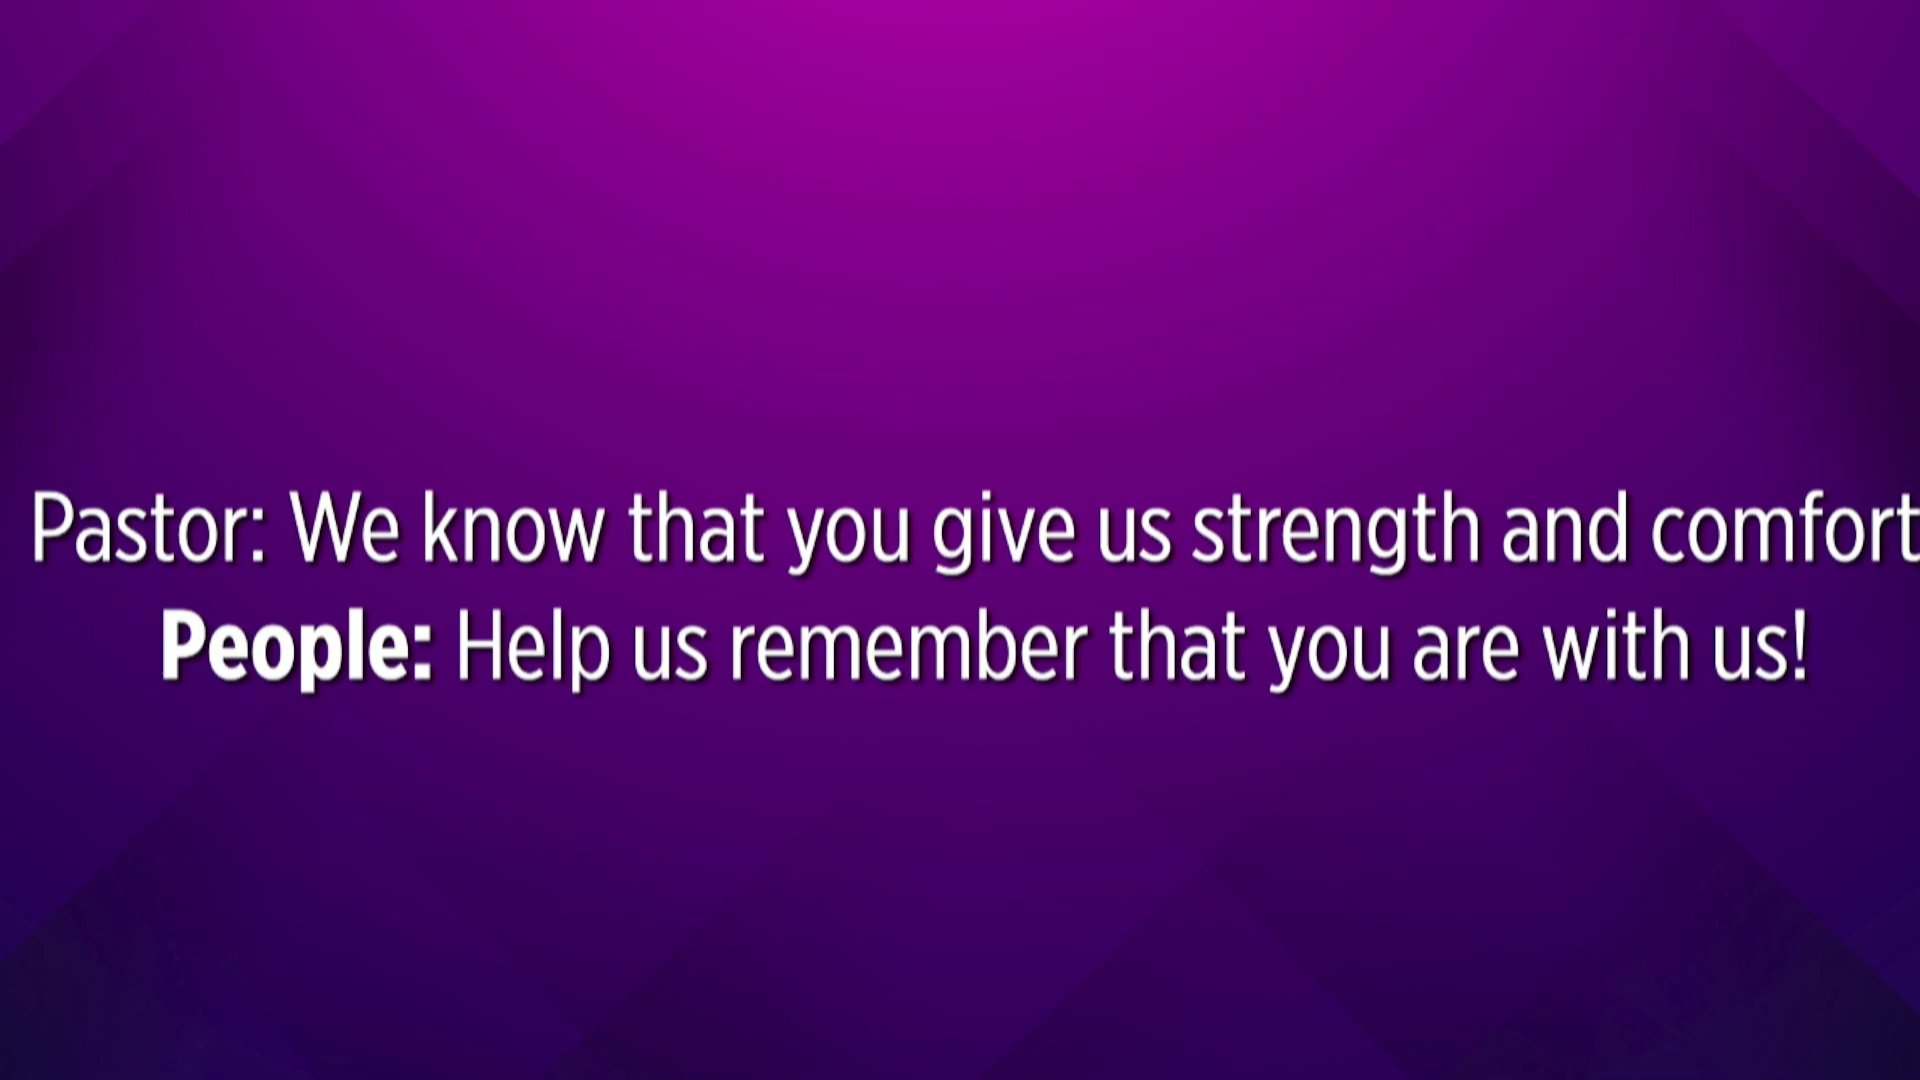 Pastor: We know that you give us strength and comfort
People: Help us remember that you are with us!